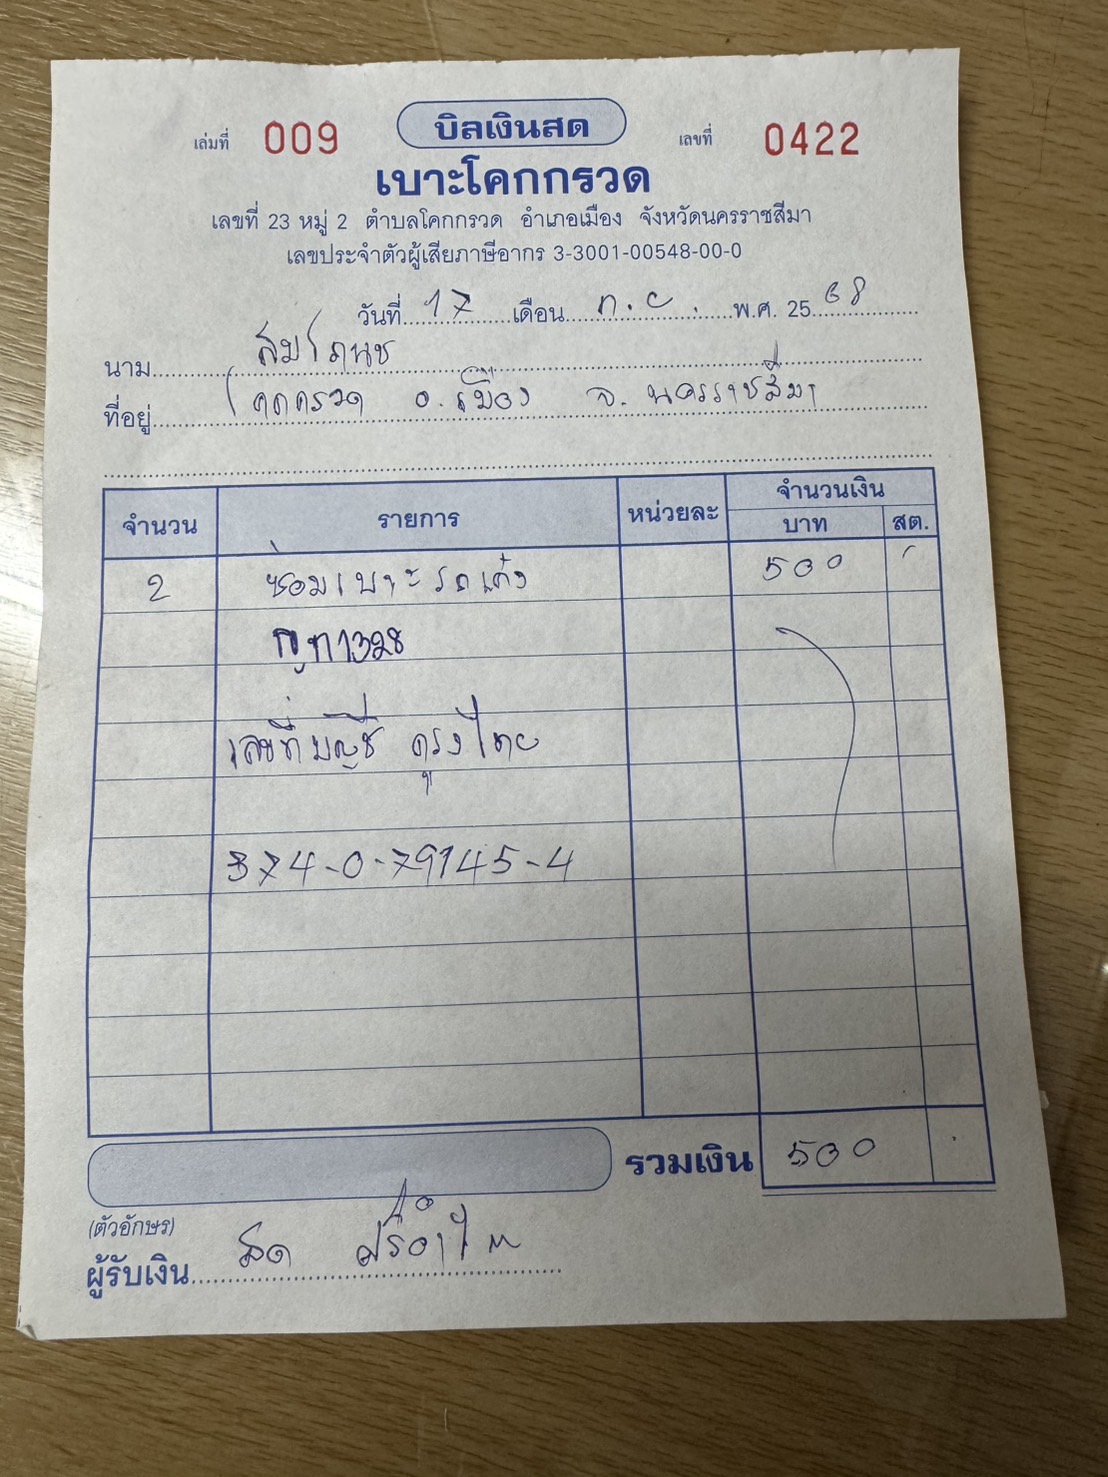 เล่มที่ 009 บิลเงินสด เลขที่ 0422
เบาะโคกกรวด
เลขที่ 23 หมู่ 2 ตำบลโคกกรวด อำเภอเมือง จังหวัดนครราชสีมา
เลขประจำตัวผู้เสียภาษีอากร 3-3001-00548-00-0
วันที่ 17 เดือน ก.ย. พ.ศ. 2568
นาม สมโภชน์
ที่อยู่ โคกกรวด อ.เมือง จ.นครราชสีมา
จำนวน รายการ หน่วยละ จำนวนเงิน
บาท สต.
2 ซ่อมเบาะรถเก๋ง 500
1328
เลขที่บัญชี กรุงไทย
374-0-79145-4
รวมเงิน 500
(ตัวอักษร)
ผู้รับเงิน